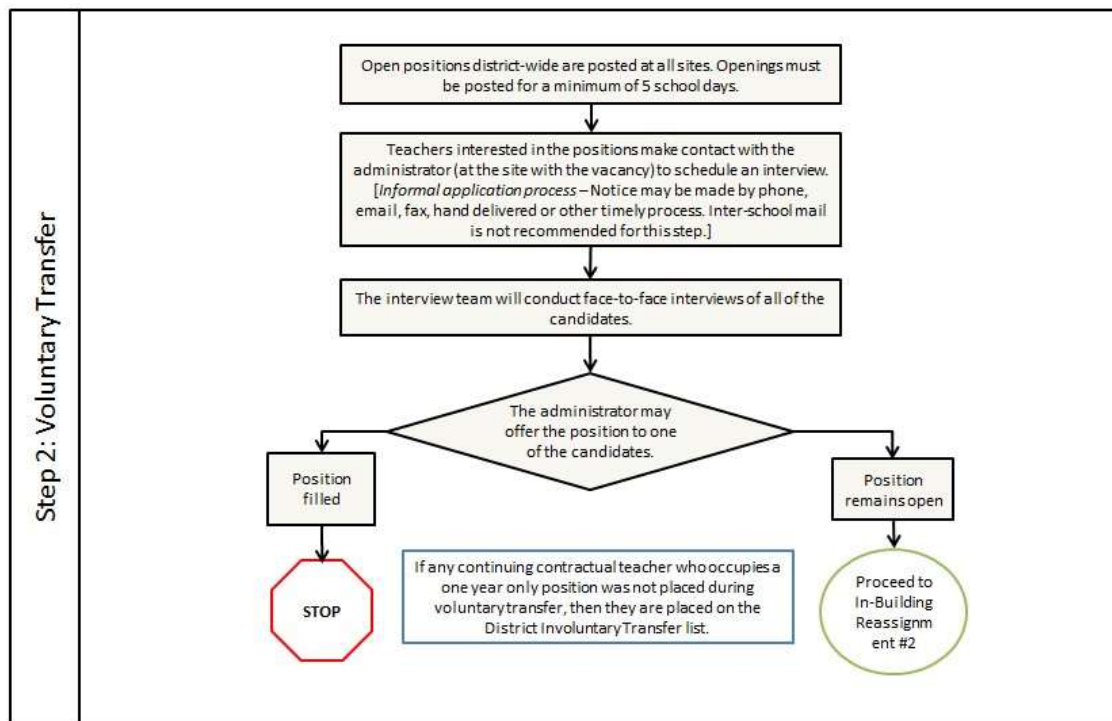 Step 2: Voluntary Transfer
Open positions district-wide are posted at all sites. Openings must
be posted for a minimum of 5 school days.
Teachers interested in the positions make contact with the
administrator (at the site with the vacancy) to schedule an interview.
[Informal application process – Notice may be made by phone,
email, fax, hand delivered or other timely process. Inter-school mail
is not recommended for this step.]
The interview team will conduct face-to-face interviews of all of the
candidates.
The administrator may
offer the position to one
of the candidates.
Position
filled
Position
remains open
STOP
If any continuing contractual teacher who occupies a
one year only position was not placed during
voluntary transfer, then they are placed on the
District Involuntary Transfer list.
Proceed to
In-Building
Reassignm
ent #2